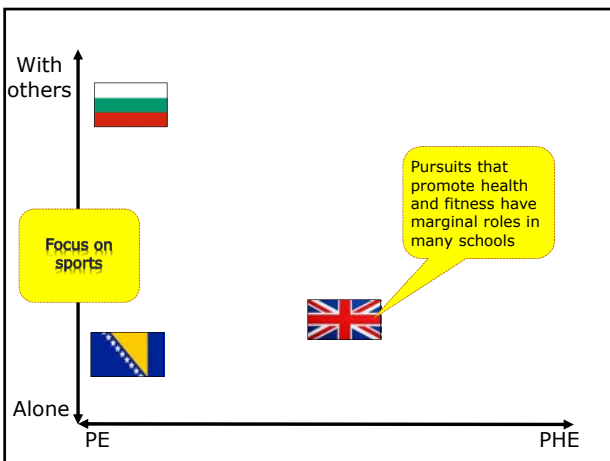 With
others
Pursuits that
promote health
and fitness have
marginal roles in
many schools
Focus on
sports
Alone
PE
PHE